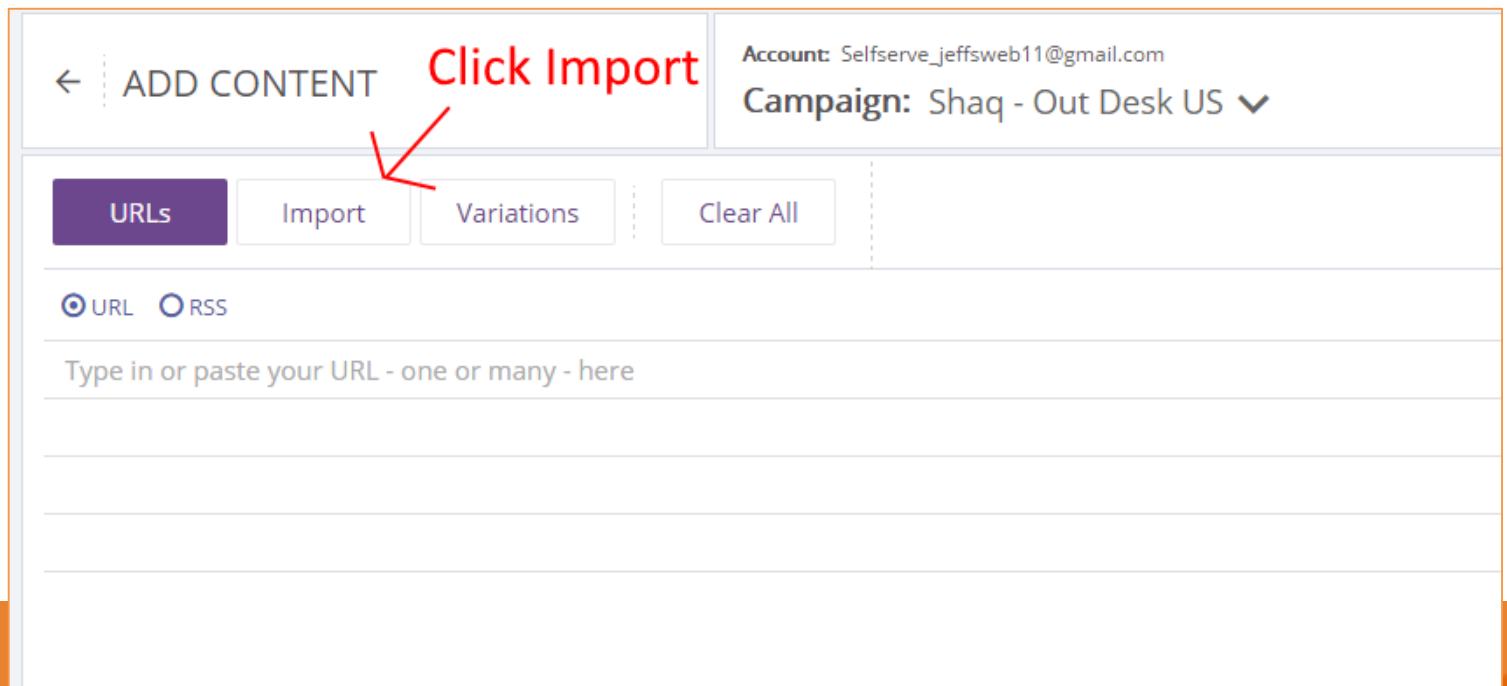 ADD CONTENT
Click Import
Account: Selfserve_jeffsweb11@gmail.com
Campaign: Shaq - Out Desk US
URLs
Import
Variations
Clear All
URL
RSS
Type in or paste your URL - one or many - here